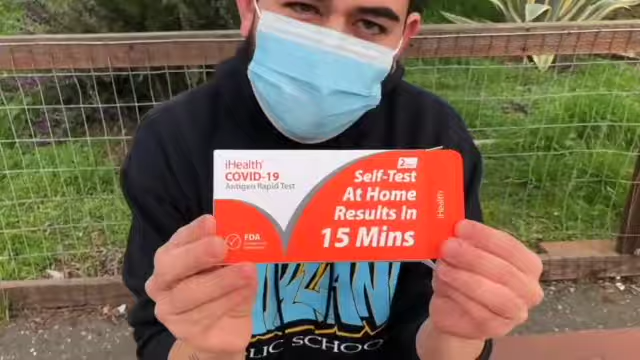 iHealth
COVID-19
Antigen Rapid Test
FDA
2
Self-Test
At Home
Results In
15 Mins
iHealth
LIC SCHOO